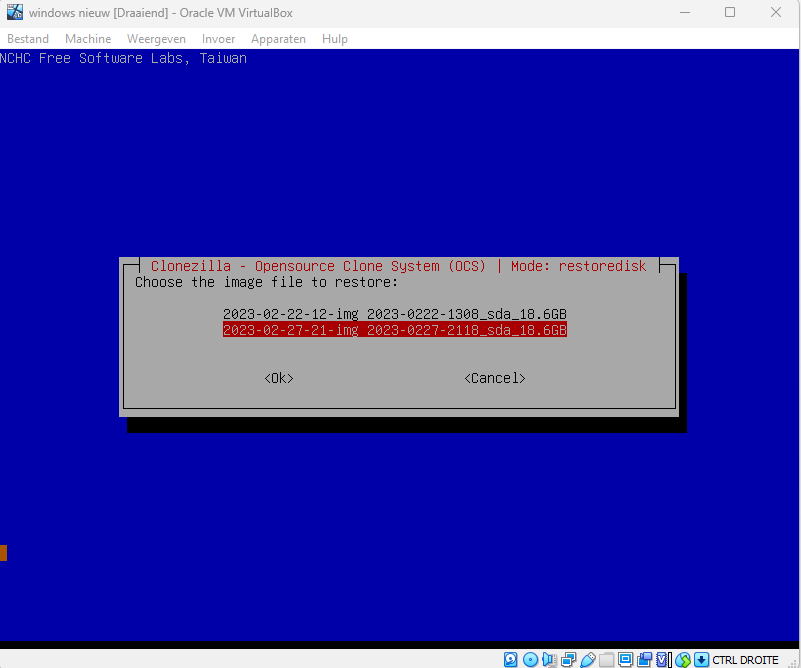 windows nieuw [Draaiend] - Oracle VM VirtualBox
Bestand Machine Weergeven Invoer Apparaten Hulp
NCHC Free Software Labs, Taiwan
Clonezilla - Opensource Clone System (OCS) | Mode: restoredisk
Choose the image file to restore:
2023-02-22-12-img 2023-0222-1308_sda_18.6GB
2023-02-27-21-img 2023-0227-2118_sda_18.6GB
<Ok> <Cancel>
CTRL DROITE